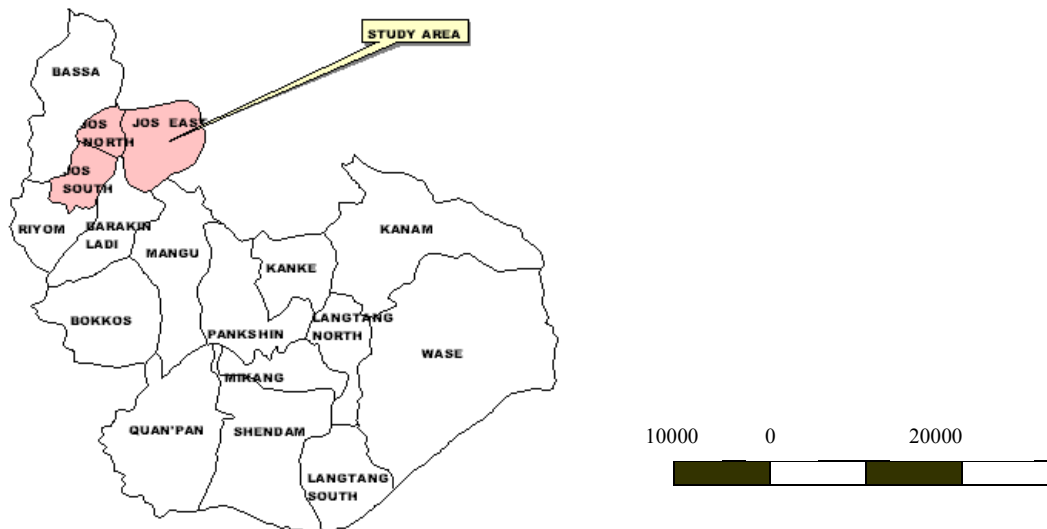 STUDY AREA
BASSA
JOS
NORTH
JOS EAST
JOS
SOUTH
RIYOM
BARAKIN
LADI
MANGU
KANAM
KANKE
BOKKOS
PANKSHIN
LANGTANG
NORTH
WASE
MIKANG
QUAN'PAN
SHENDAM
LANGTANG
SOUTH
10000 0 20000